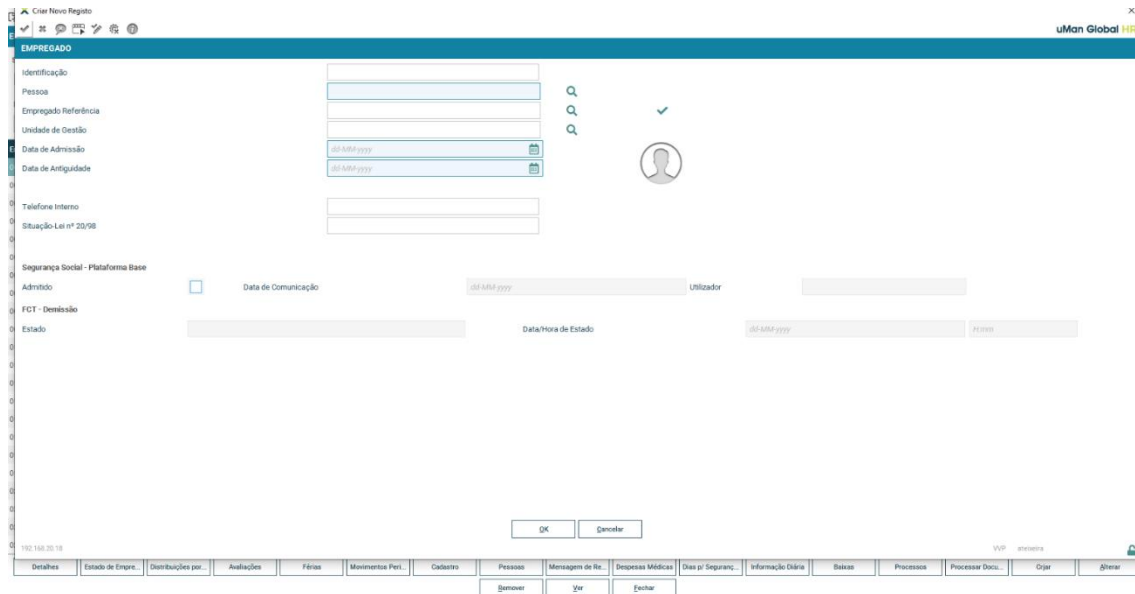 Criar Novo Registo
uMan Global HR
EMPREGADO
Identificação
Pessoa
Empregado Referência
Unidade de Gestão
Data de Admissão dd-MM-yyyy
Data de Antiguidade dd-MM-yyyy
Telefone Interno
Situação-Lei nº 20/98
Segurança Social - Plataforma Base
Admitido Data de Comunicação dd-MM-yyyy Utilizador
FCT - Demissão
Estado Data/Hora de Estado dd-MM-yyyy
OK Cancelar
192.168.20.18 VVP
Detalhes Estado de Empre... Distribuições por... Avaliações Férias Movimentos Peri... Cadastro Pessoas Mensagem de Re... Despesas Médicas Dias p/ Seguranç... Informação Diária Baixas Processos Processar Docu... Criar Alterar
Remover Ver Fechar